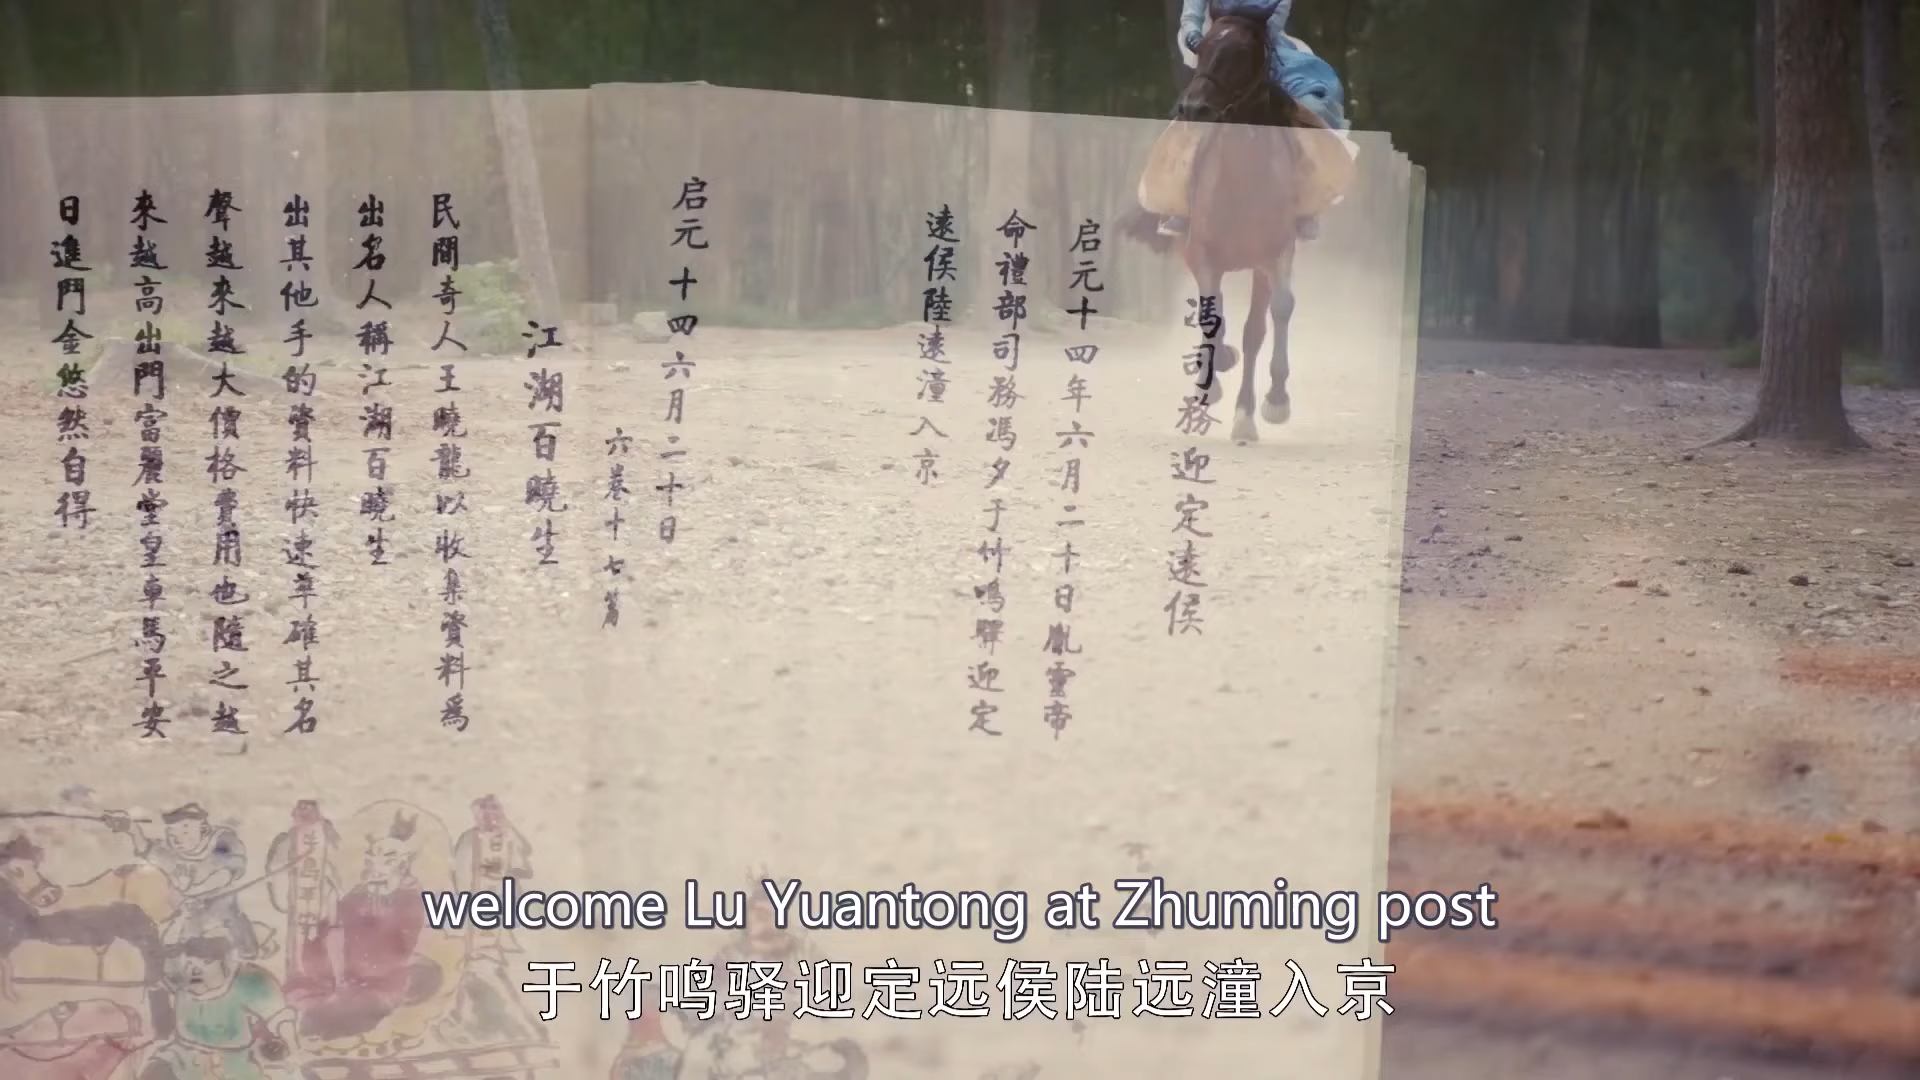 馮司務迎定遠侯
启元十四年六月二十日胤靈帝
命禮部司務馮夕于竹鳴驛迎定
遠侯陸遠潼入京
启元十四六月二十日
六卷十七篇
江湖百曉生
民間奇人王曉龍以收集資料爲
出名人稱江湖百曉生
出其他手的資料快速準確其名
聲越來越大價格費用也隨之越
來越高出門富麗堂皇車馬平安
日進鬥金悠然自得
welcome Lu Yuantong at Zhuming post
于竹鸣驿迎定远侯陆远潼入京